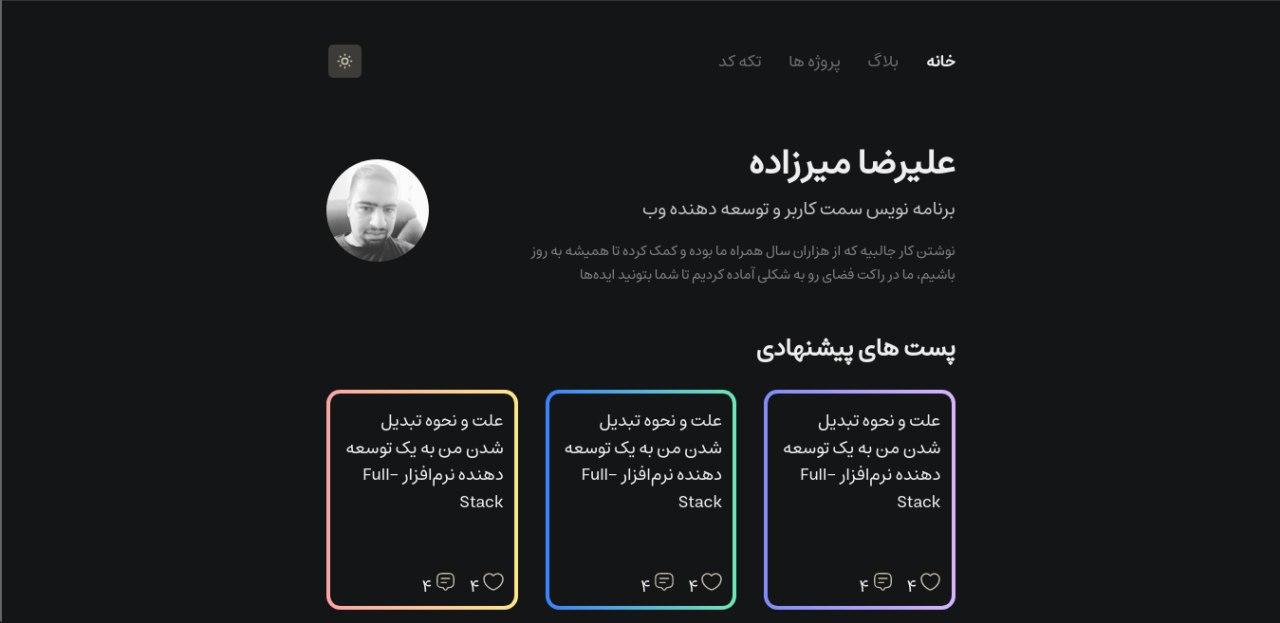 خانه بلاگ پروژه ها تکه کد
علیرضا میرزاده
برنامه نویس سمت کاربر و توسعه دهنده وب
نوشتن کار جالبیه که از هزاران سال همراه ما بوده و کمک کرده تا همیشه به روز
باشیم، ما در راکت فضای رو به شکلی آماده کردیم تا شما بتونید ایده‌ها
پست های پیشنهادی
علت و نحوه تبدیل
شدن من به یک توسعه
دهنده نرم‌افزار Full-
Stack
۴ ۴
علت و نحوه تبدیل
شدن من به یک توسعه
دهنده نرم‌افزار Full-
Stack
۴ ۴
علت و نحوه تبدیل
شدن من به یک توسعه
دهنده نرم‌افزار Full-
Stack
۴ ۴